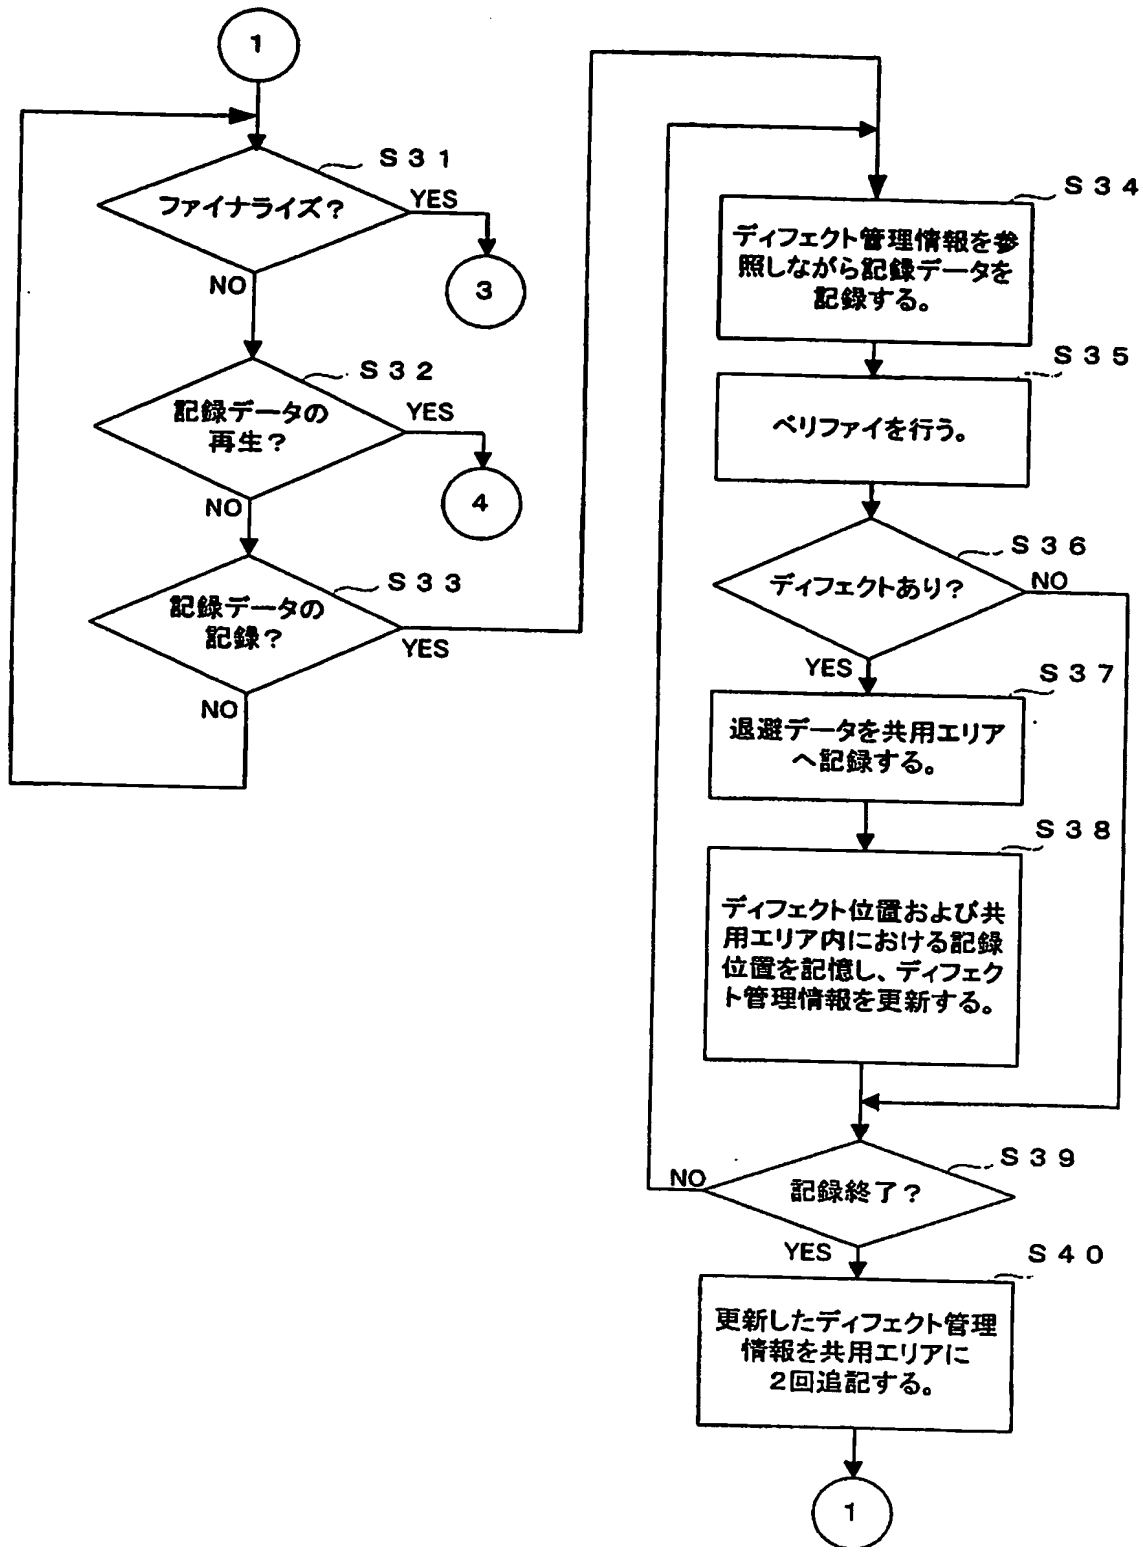 1
S31
ファイナライズ？
YES
NO
3
S32
記録データの
再生？
YES
NO
4
S33
記録データの
記録？
YES
NO
S34
ディフェクト管理情報を参
照しながら記録データを
記録する。
S35
ベリファイを行う。
S36
ディフェクトあり？
NO
YES
S37
退避データを共用エリア
へ記録する。
S38
ディフェクト位置および共
用エリア内における記録
位置を記憶し、ディフェク
ト管理情報を更新する。
S39
記録終了？
NO
YES
S40
更新したディフェクト管理
情報を共用エリアに
2回追記する。
1